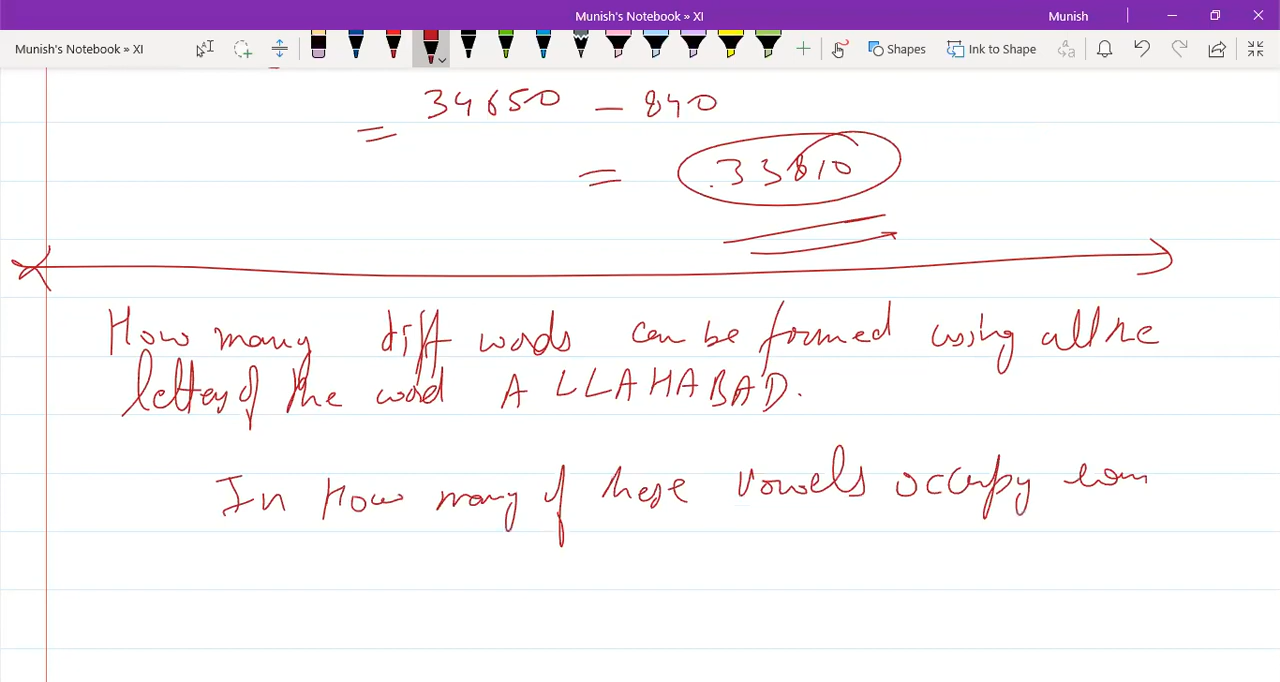 Munish's Notebook » XI
Munish
Munish's Notebook » XI
Shapes
Ink to Shape
34650 - 840
=
= 33810
How many diff words can be formed using all the
letters of the word ALLAHABAD.
In How many of these vowels occupy